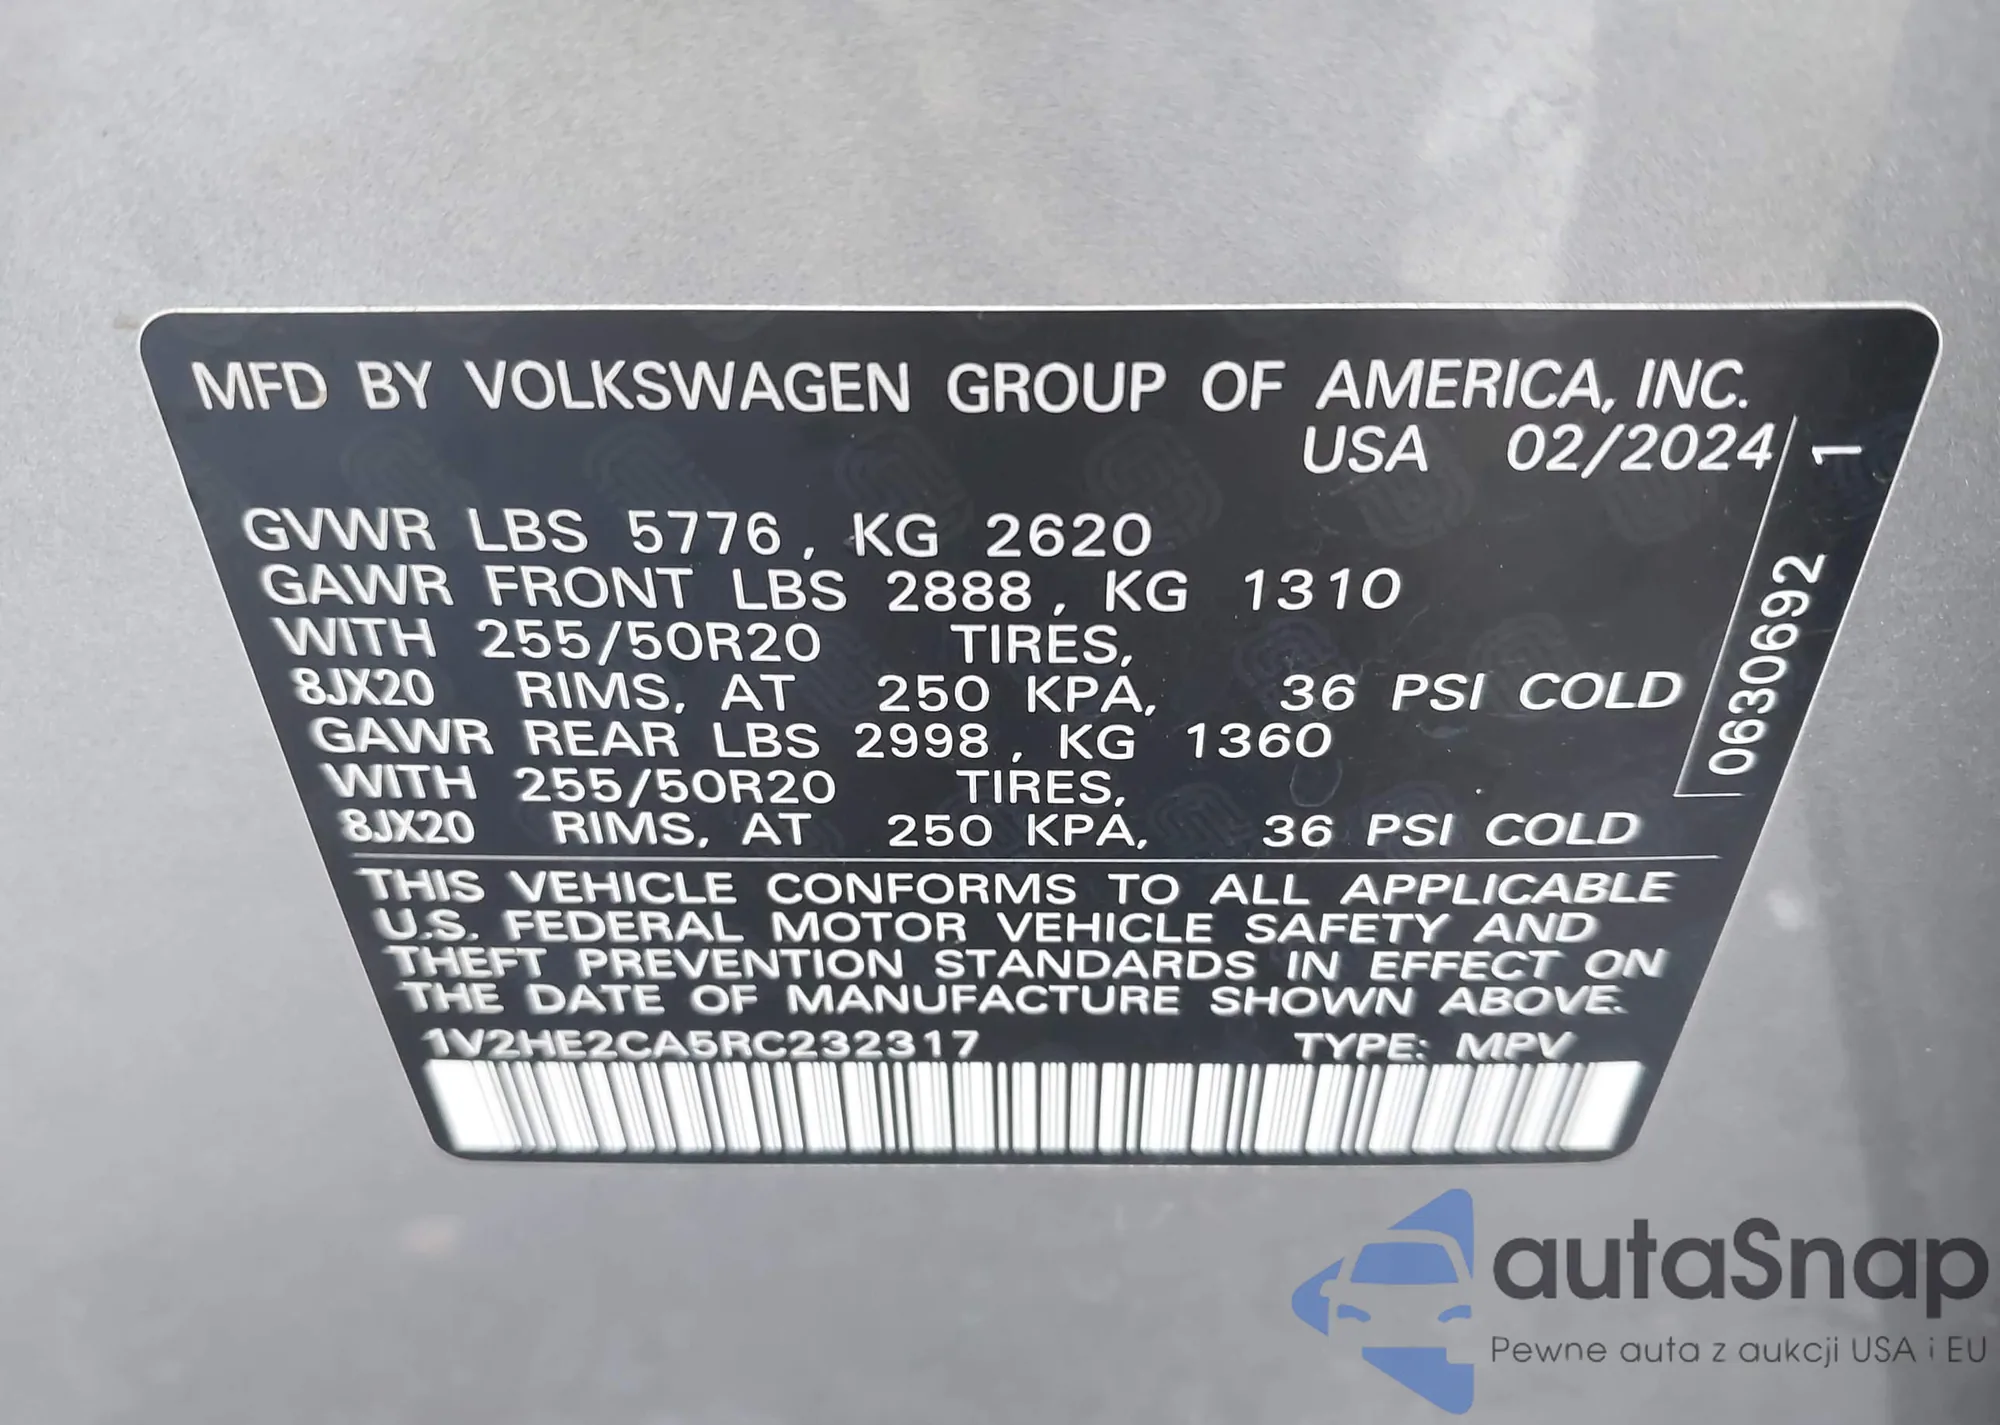 MFD BY VOLKSWAGEN GROUP OF AMERICA, INC.
USA 02/2024
GVWR LBS 5776, KG 2620
GAWR FRONT LBS 2888, KG 1310
WITH 255/50R20 TIRES,
8JX20 RIMS, AT 250 KPA, 36 PSI COLD
GAWR REAR LBS 2998, KG 1360
WITH 255/50R20 TIRES,
8JX20 RIMS, AT 250 KPA, 36 PSI COLD
THIS VEHICLE CONFORMS TO ALL APPLICABLE
U.S. FEDERAL MOTOR VEHICLE SAFETY AND
THEFT PREVENTION STANDARDS IN EFFECT ON
THE DATE OF MANUFACTURE SHOWN ABOVE.
1V2HE2CA5RC232317 TYPE: MPV
0630692 1
autaSnap
Pewne auta z aukcji USA i EU